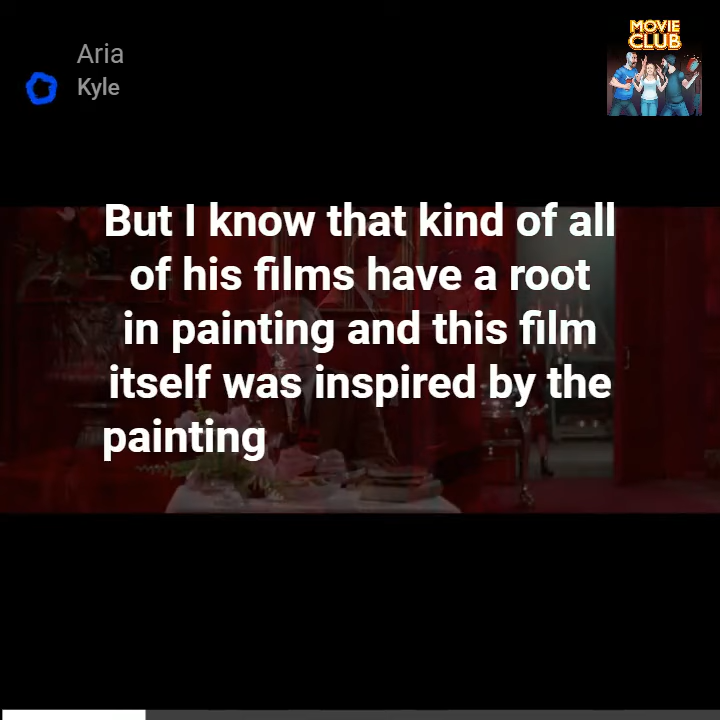 Aria
Kyle
MOVIE
CLUB
But I know that kind of all
of his films have a root
in painting and this film
itself was inspired by the
painting